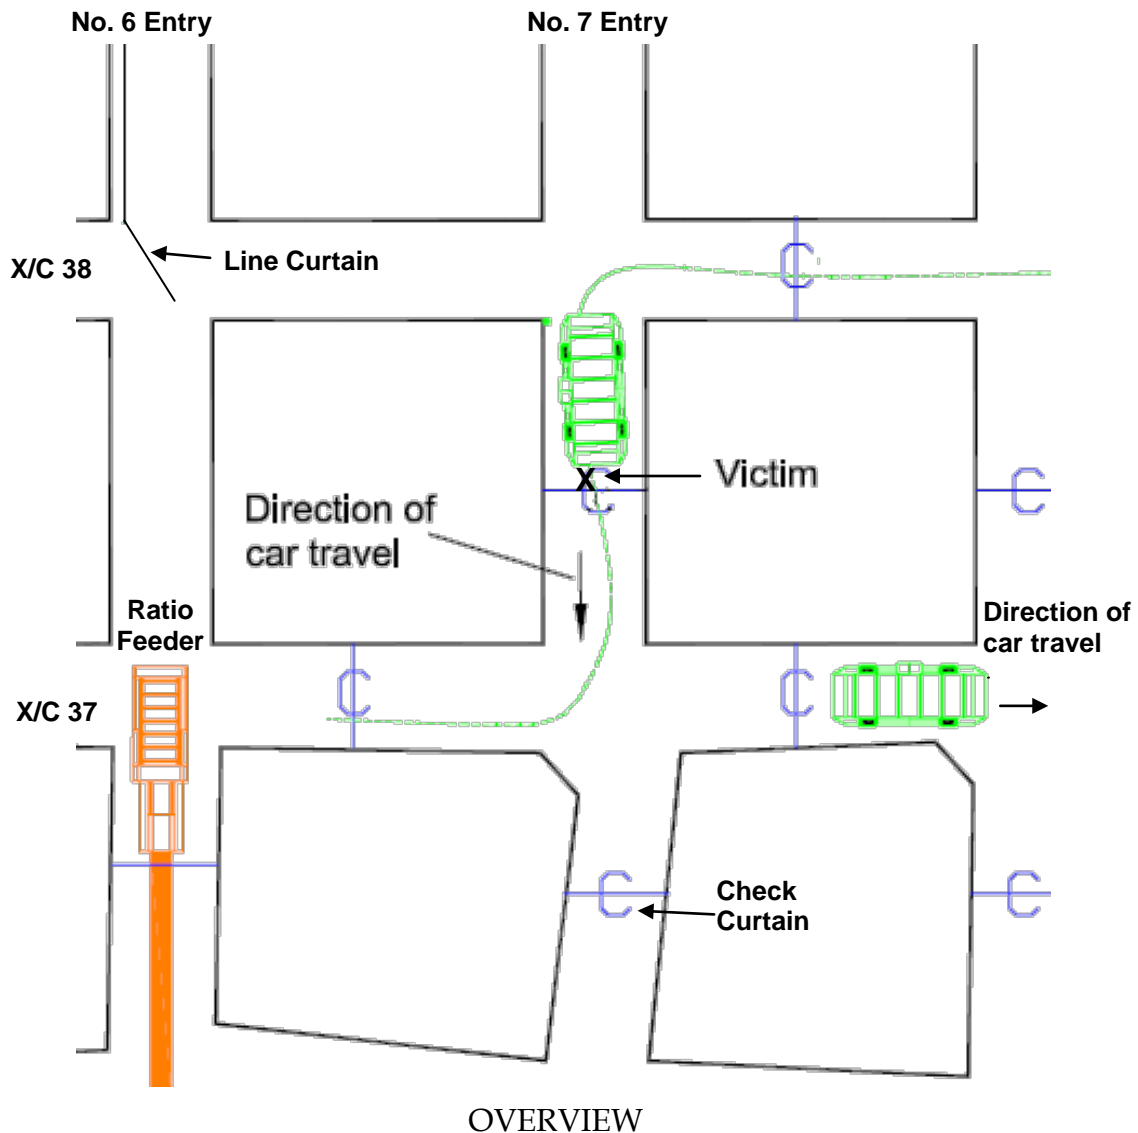 No. 6 Entry
No. 7 Entry
X/C 38
Line Curtain
C
Victim
C
C
Direction of
car travel
X
Ratio
Feeder
Direction of
car travel
X/C 37
C
C
Check
Curtain
C
C
OVERVIEW